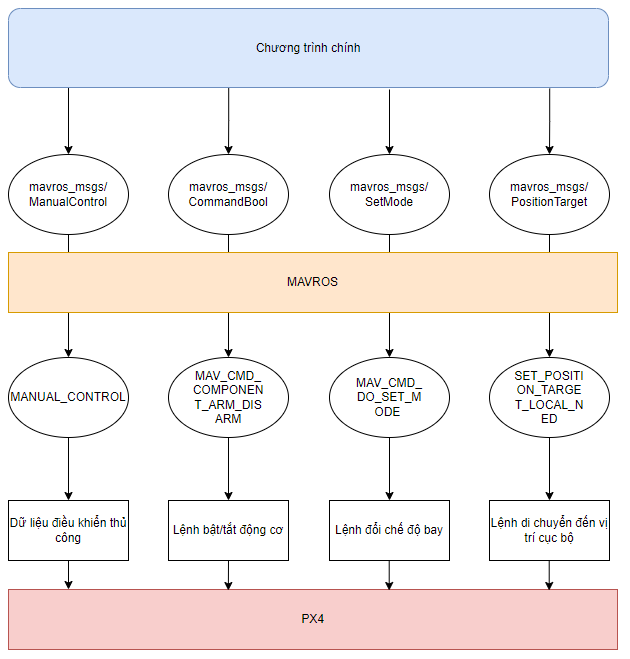 Chương trình chính
mavros_msgs/
ManualControl
mavros_msgs/
CommandBool
mavros_msgs/
SetMode
mavros_msgs/
PositionTarget
MAVROS
MANUAL_CONTROL
MAV_CMD_
COMPONEN
T_ARM_DIS
ARM
MAV_CMD_
DO_SET_M
ODE
SET_POSITI
ON_TARGE
T_LOCAL_N
ED
Dữ liệu điều khiển thủ
công
Lệnh bật/tắt động cơ
Lệnh đổi chế độ bay
Lệnh di chuyển đến vị
trí cục bộ
PX4